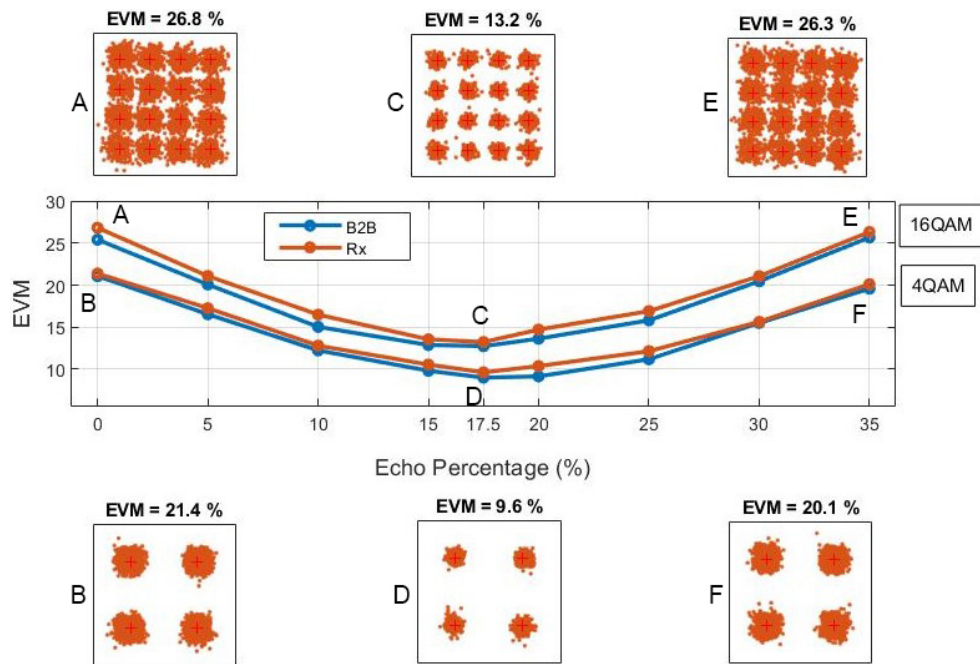 EVM = 26.8 %
EVM = 13.2 %
EVM = 26.3 %
A
C
E
30
25
20
15
10
EVM
A
B
B2B
Rx
C
D
E
F
16QAM
4QAM
0
5
10
15
17.5
20
25
30
35
Echo Percentage (%)
EVM = 21.4 %
EVM = 9.6 %
EVM = 20.1 %
B
D
F